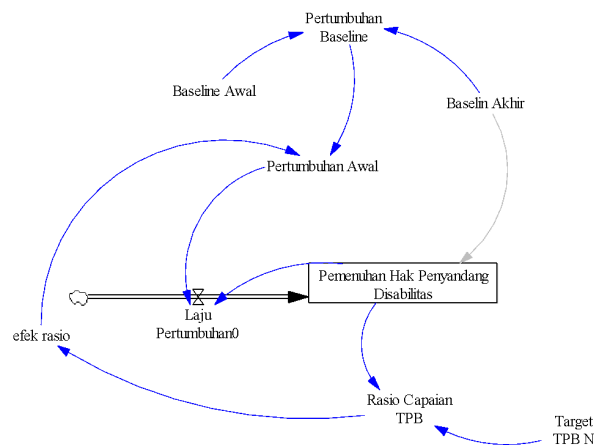 Pertumbuhan
Baseline
Baseline Awal
Baselin Akhir
Pertumbuhan Awal
Pemenuhan Hak Penyandang
Disabilitas
Laju
Pertumbuhan0
efek rasio
Rasio Capaian
TPB
Target
TPB N